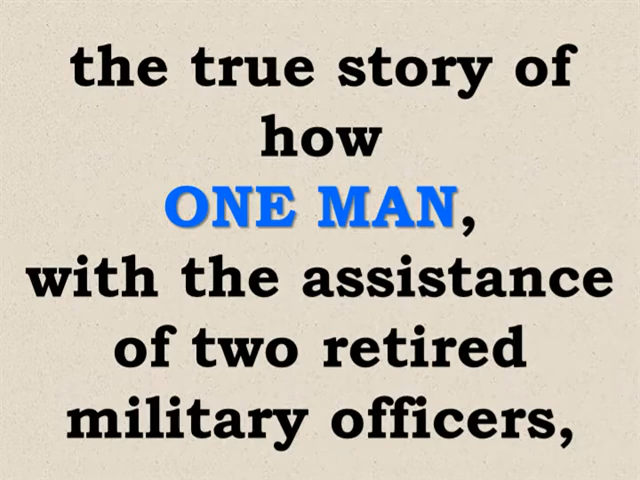 the true story of
how
ONE MAN,
with the assistance
of two retired
military officers,